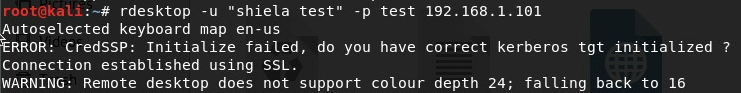 root@kali:~# rdesktop -u "shiela test" -p test 192.168.1.101
Autoselected keyboard map en-us
ERROR: CredSSP: Initialize failed, do you have correct kerberos tgt initialized ?
Connection established using SSL.
WARNING: Remote desktop does not support colour depth 24; falling back to 16